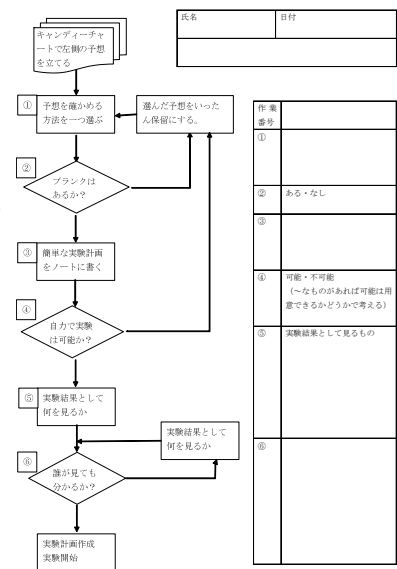 氏名
日付
キャンディーチャ
ートで左側の予想
を立てる
①
予想を確かめる
方法を一つ選ぶ
選んだ予想をいった
ん保留にする。
②
ブランクは
あるか?
③
簡単な実験計画
をノートに書く
④
自力で実験
は可能か?
⑤
実験結果として
何を見るか
実験結果として
何を見るか
⑥
誰が見ても
分かるか?
実験計画作成
実験開始
作業
番号
①
② ある・なし
③
④ 可能・不可能
(~なものがあれば可能は用
意できるかどうかで考える)
⑤ 実験結果として見るもの
⑥